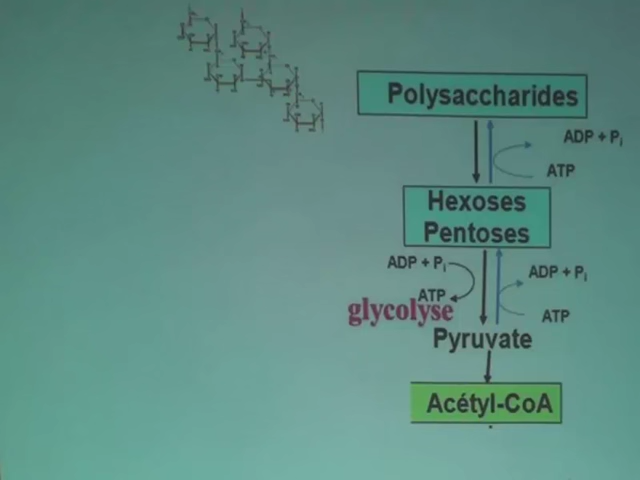 Polysaccharides
ADP + Pi
ATP
Hexoses
Pentoses
ADP + Pi
ATP
ADP + Pi
ATP
glycolyse
Pyruvate
Acétyl-CoA